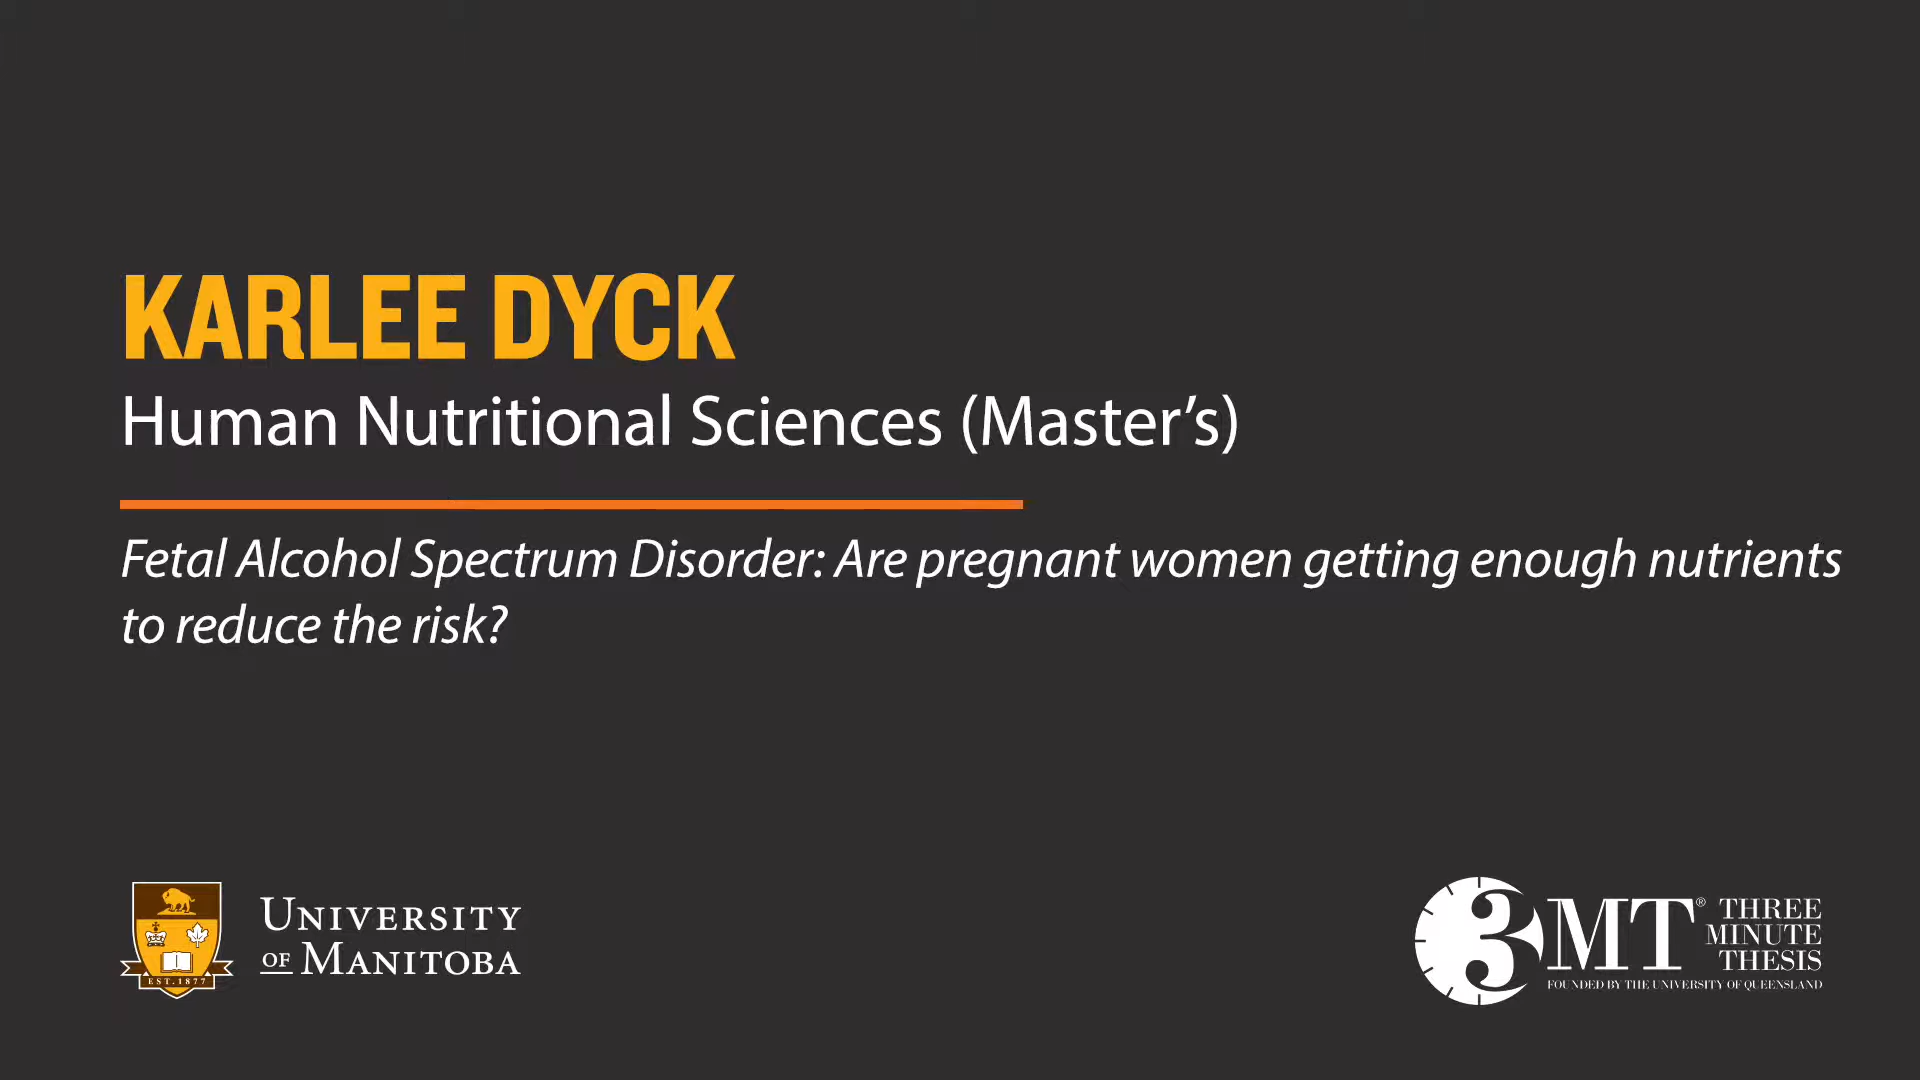 KARLEE DYCK
Human Nutritional Sciences (Master’s)
Fetal Alcohol Spectrum Disorder: Are pregnant women getting enough nutrients
to reduce the risk?
EST. 1877
UNIVERSITY
OF MANITOBA
3MT® THREE
MINUTE
THESIS
FOUNDED BY THE UNIVERSITY OF QUEENSLAND